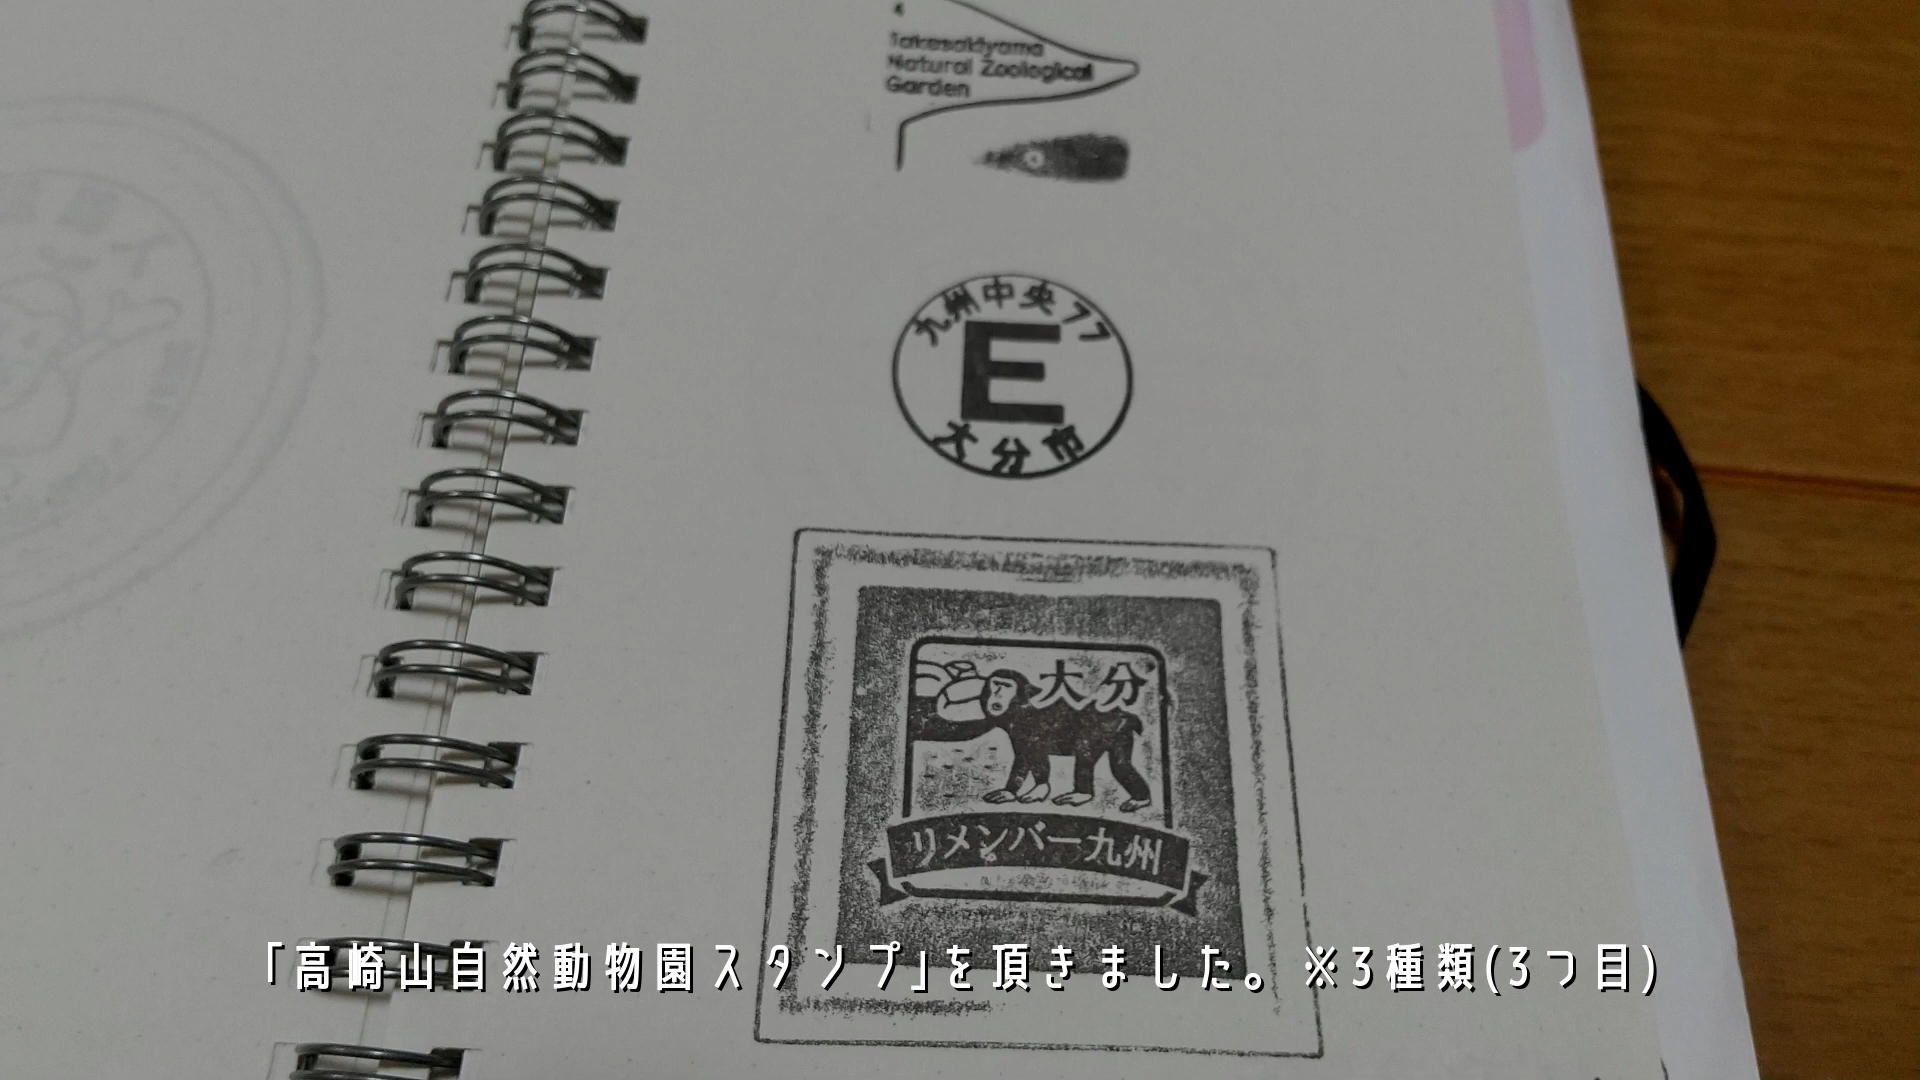 Takasakiyama
Natural Zoological
Garden
九州中央77
E
大分市
大分
リメンバー九州
「高崎山自然動物園スタンプ」を頂きました。※3種類(3つ目)